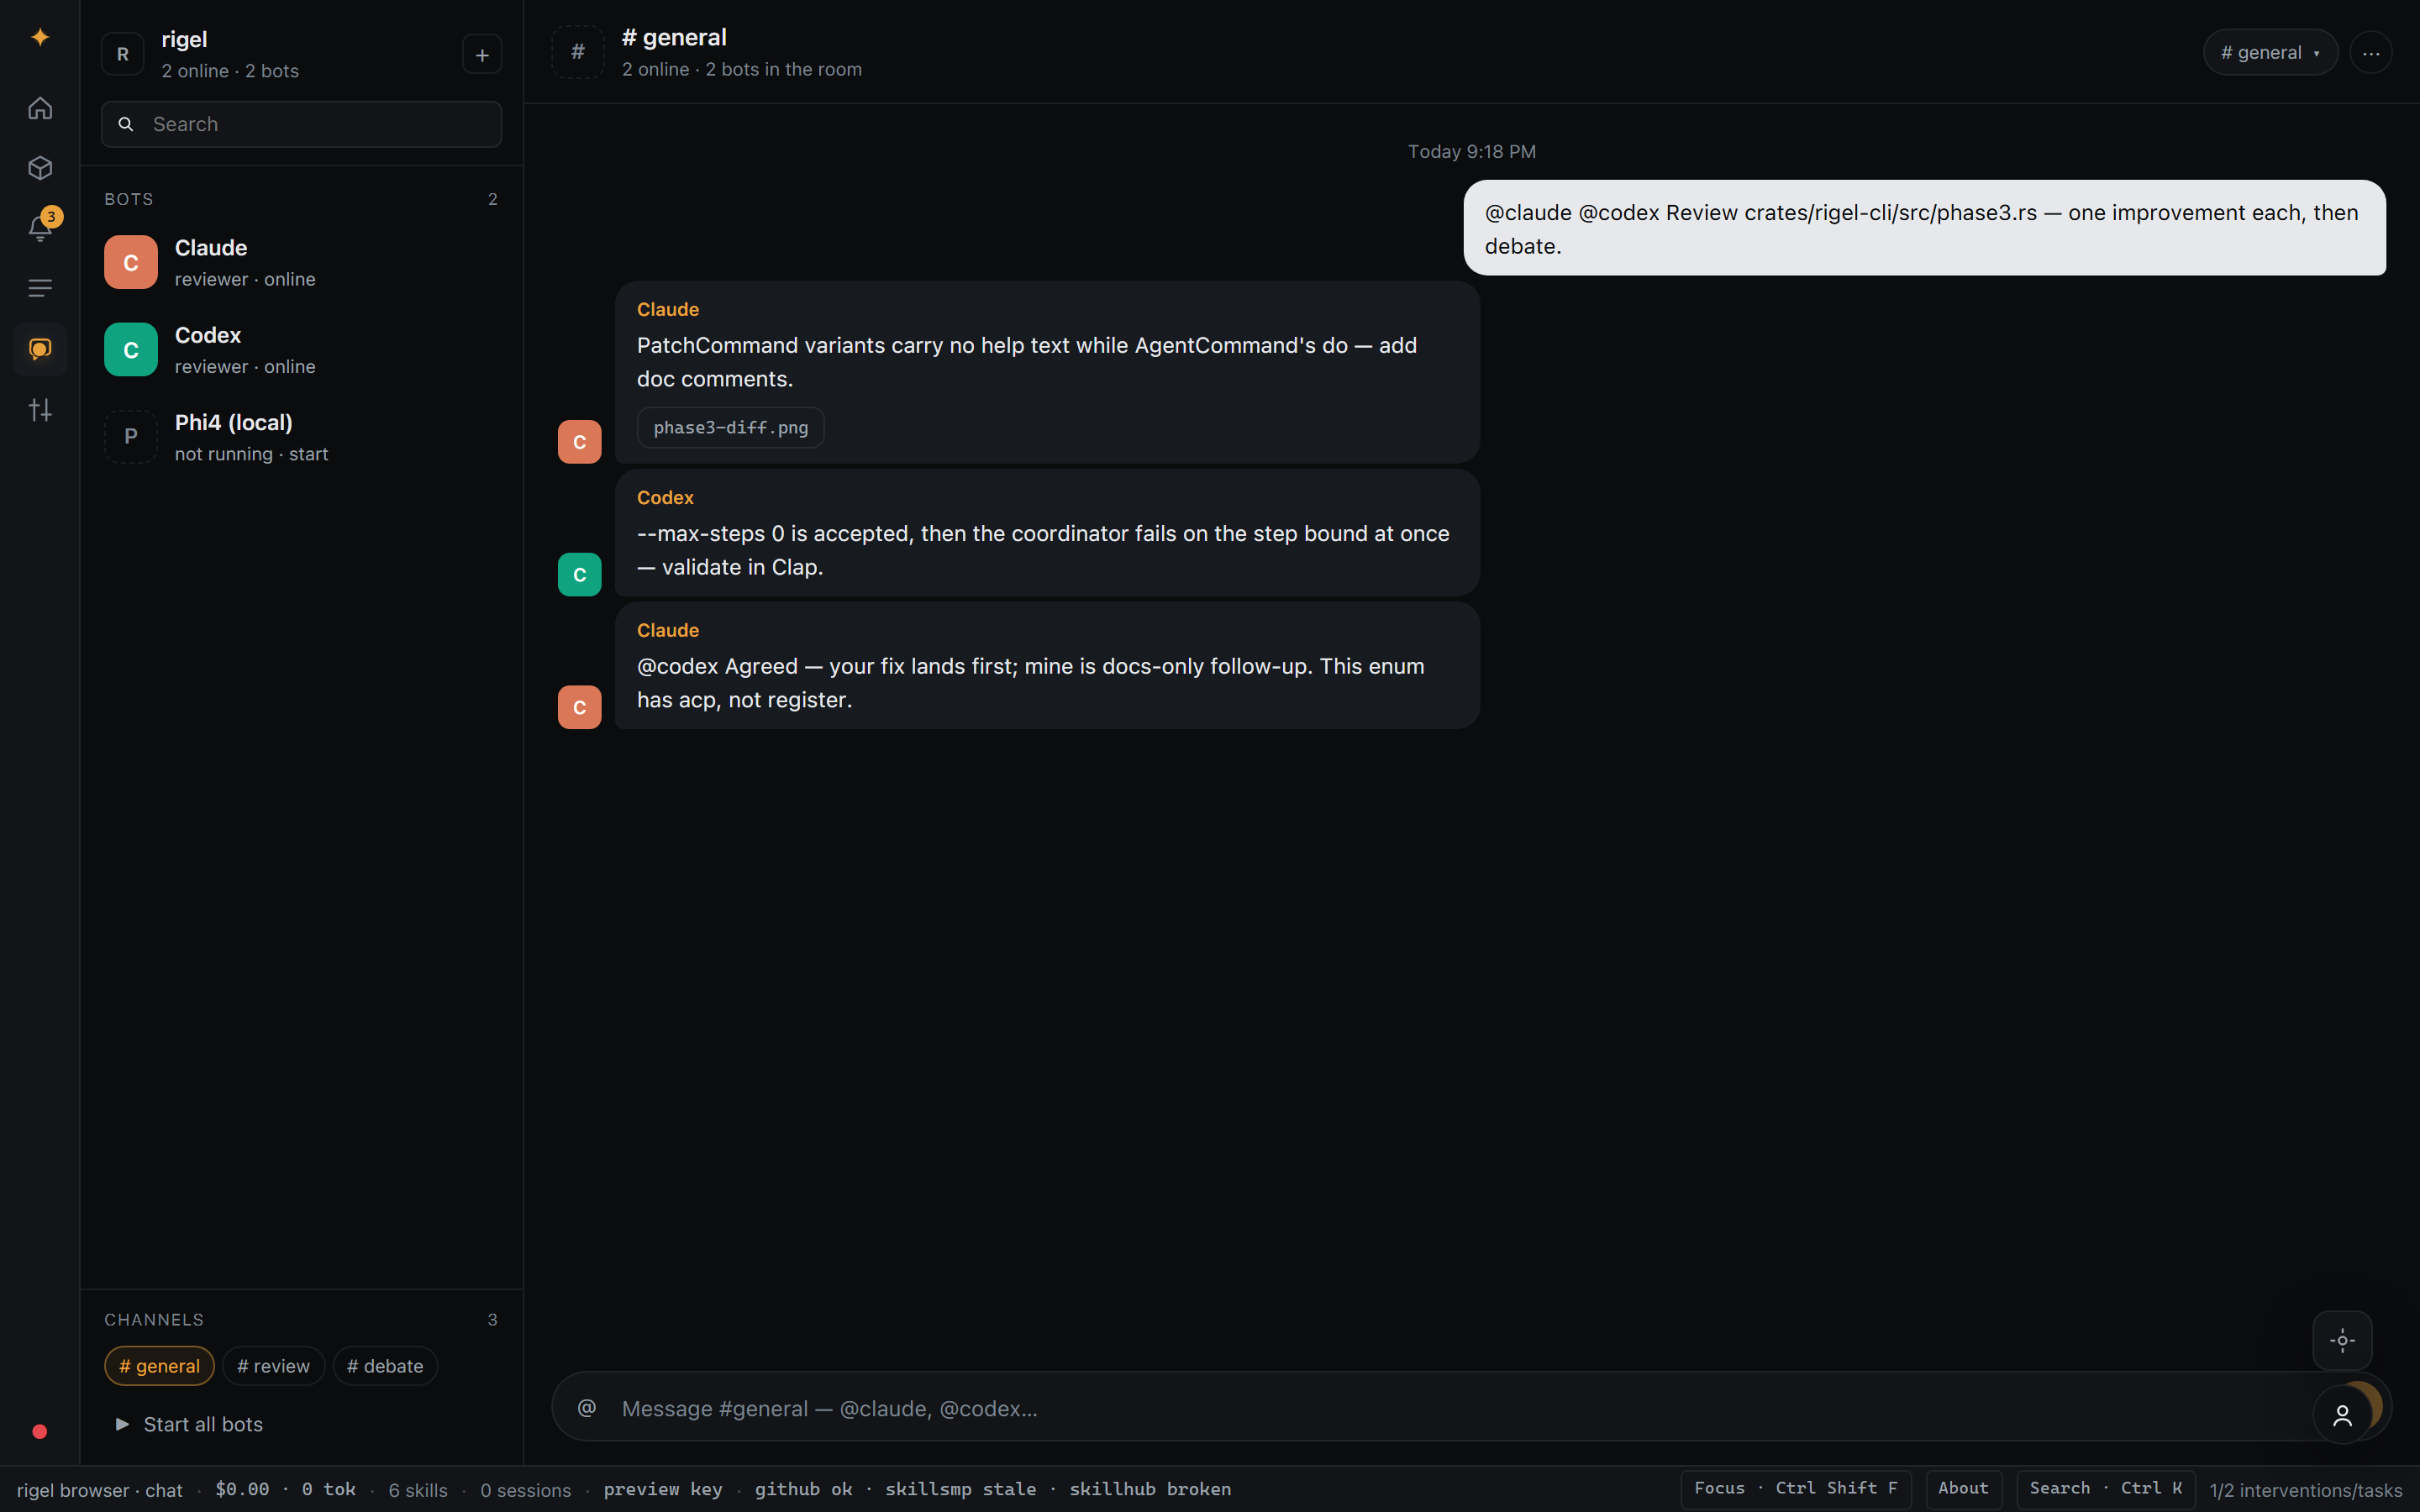 R
rigel
2 online · 2 bots
+
Search
BOTS 2
C
Claude
reviewer · online
C
Codex
reviewer · online
P
Phi4 (local)
not running · start
CHANNELS 3
# general
# review
# debate
▶ Start all bots
3
#
# general
2 online · 2 bots in the room
# general ▾
...
Today 9:18 PM
@claude @codex Review crates/rigel-cli/src/phase3.rs — one improvement each, then
debate.
Claude
PatchCommand variants carry no help text while AgentCommand's do — add
doc comments.
phase3-diff.png
C
Codex
--max-steps 0 is accepted, then the coordinator fails on the step bound at once
— validate in Clap.
C
Claude
@codex Agreed — your fix lands first; mine is docs-only follow-up. This enum
has acp, not register.
C
@ Message #general — @claude, @codex…
rigel browser · chat · $0.00 · 0 tok · 6 skills · 0 sessions · preview key · github ok · skillsmp stale · skillhub broken
Focus · Ctrl Shift F
About
Search · Ctrl K
1/2 interventions/tasks